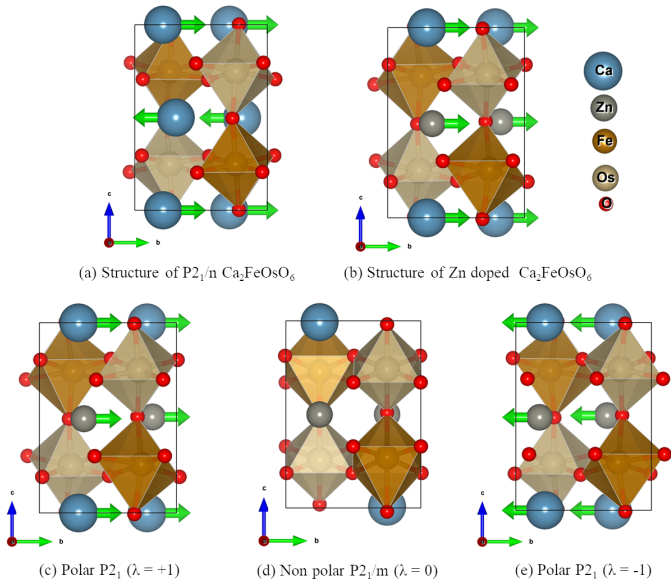 Ca
Zn
Fe
Os
O
c
b
c
b
(a) Structure of P2₁/n Ca₂FeOsO₆
(b) Structure of Zn doped Ca₂FeOsO₆
c
b
c
b
c
b
(c) Polar P2₁ (λ = +1)
(d) Non polar P2₁/m (λ = 0)
(e) Polar P2₁ (λ = -1)